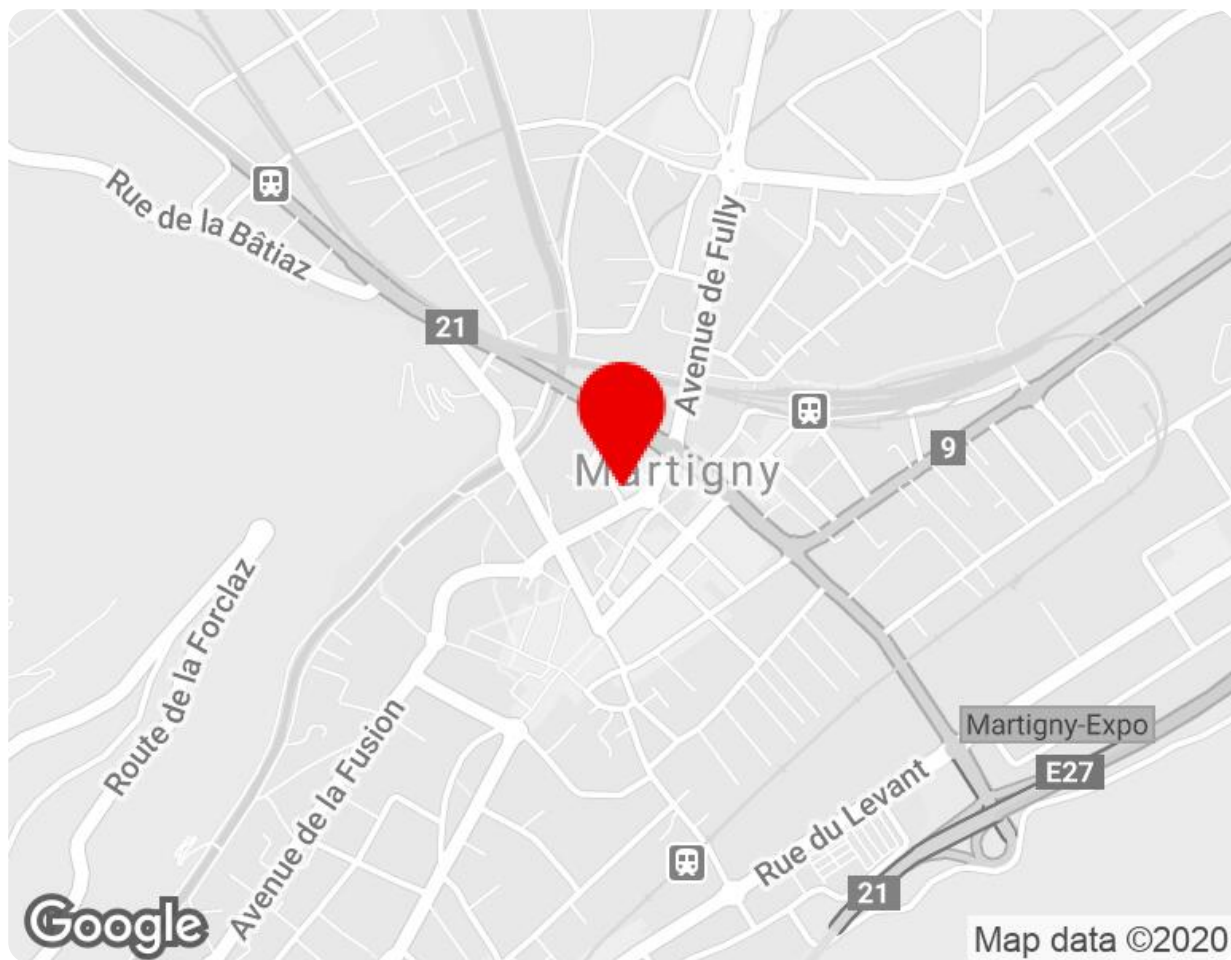 Rue de la Bâtiaz
Avenue de Fully
21
9
Martigny
Route de la Forclaz
Avenue de la Fusion
Martigny-Expo
E27
Rue du Levant
21
Google
Map data ©2020